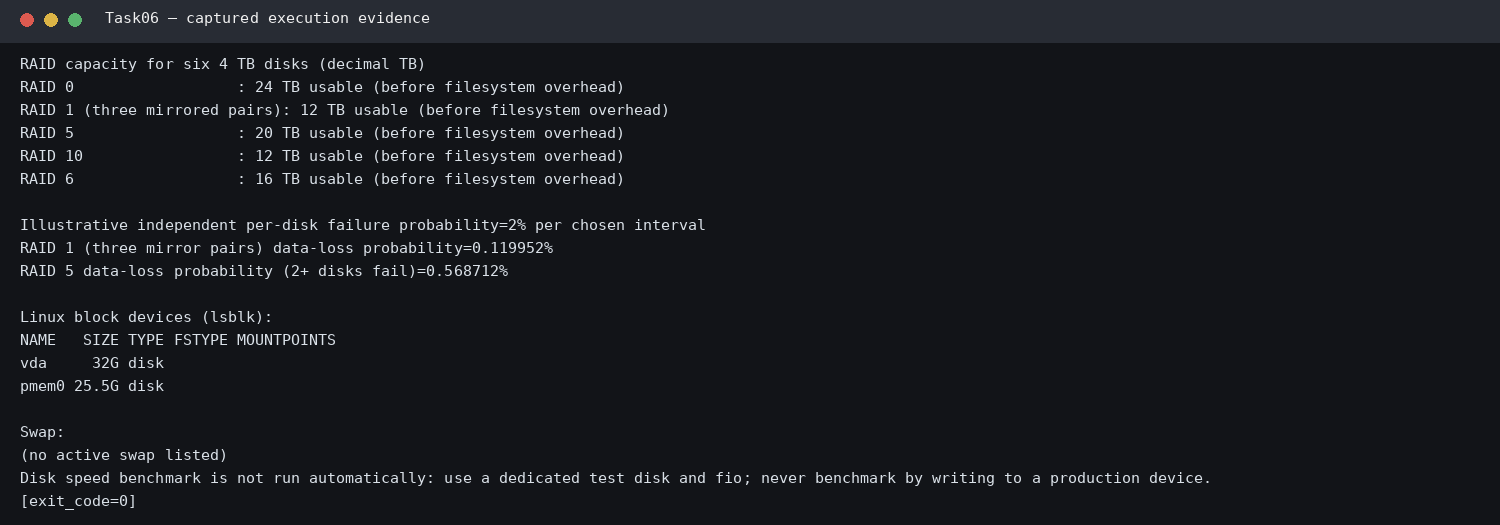 Task06 — captured execution evidence
RAID capacity for six 4 TB disks (decimal TB)
RAID 0                  : 24 TB usable (before filesystem overhead)
RAID 1 (three mirrored pairs): 12 TB usable (before filesystem overhead)
RAID 5                  : 20 TB usable (before filesystem overhead)
RAID 10                 : 12 TB usable (before filesystem overhead)
RAID 6                  : 16 TB usable (before filesystem overhead)
Illustrative independent per-disk failure probability=2% per chosen interval
RAID 1 (three mirror pairs) data-loss probability=0.119952%
RAID 5 data-loss probability (2+ disks fail)=0.568712%
Linux block devices (lsblk):
NAME   SIZE TYPE FSTYPE MOUNTPOINTS
vda     32G disk
pmem0 25.5G disk
Swap:
(no active swap listed)
Disk speed benchmark is not run automatically: use a dedicated test disk and fio; never benchmark by writing to a production device.
[exit_code=0]